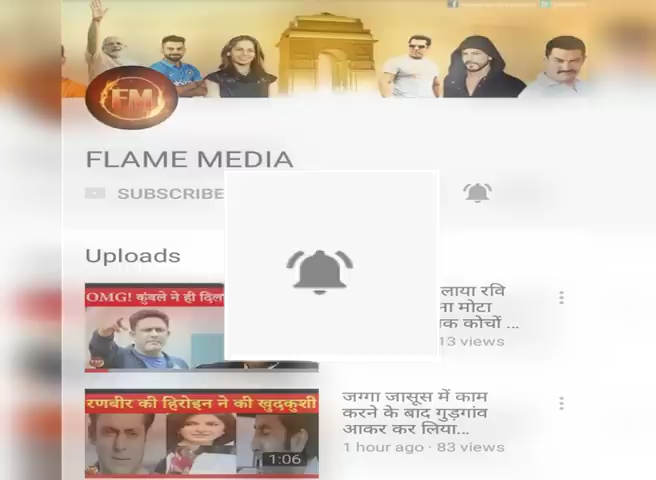 FM
FLAME MEDIA
SUBSCRIBE
Uploads
OMG! कुंबले ने ही दिल
लाया रवि
ना मोटा
क कोचों ...
13 views
रणबीर की हिरोइन ने की खुदकुशी
1:06
जग्गा जासूस में काम
करने के बाद गुड़गांव
आकर कर लिया...
1 hour ago · 83 views